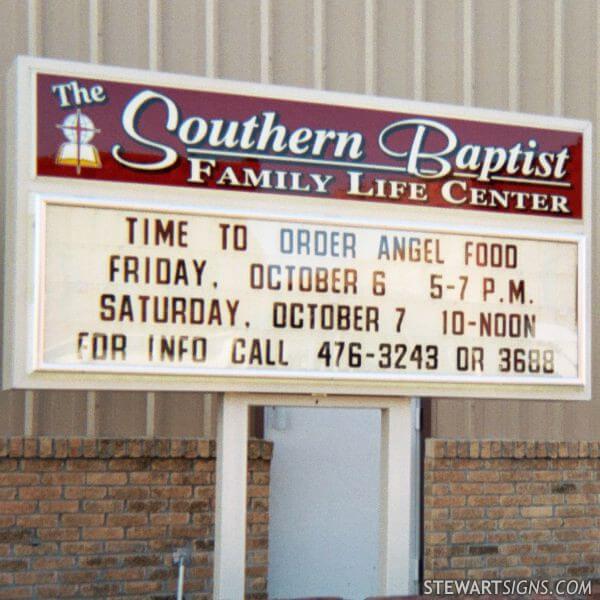 The
Southern Baptist
FAMILY LIFE CENTER
TIME TO ORDER ANGEL FOOD
FRIDAY, OCTOBER 6 5-7 P.M.
SATURDAY, OCTOBER 7 10-NOON
FOR INFO CALL 476-3243 OR 3688
STEWARTSIGNS.COM